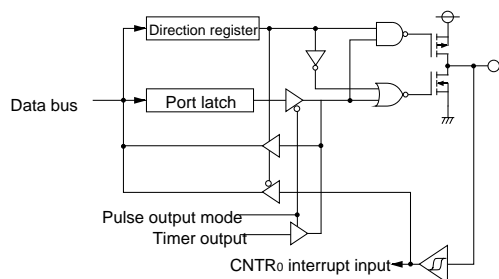 Direction register
Data bus
Port latch
Pulse output mode
Timer output
CNTR0 interrupt input